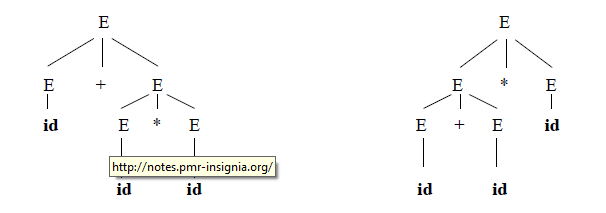 E E
E + E E * E
id E * E E + E id
http://notes.pmr-insignia.org/
id id id id